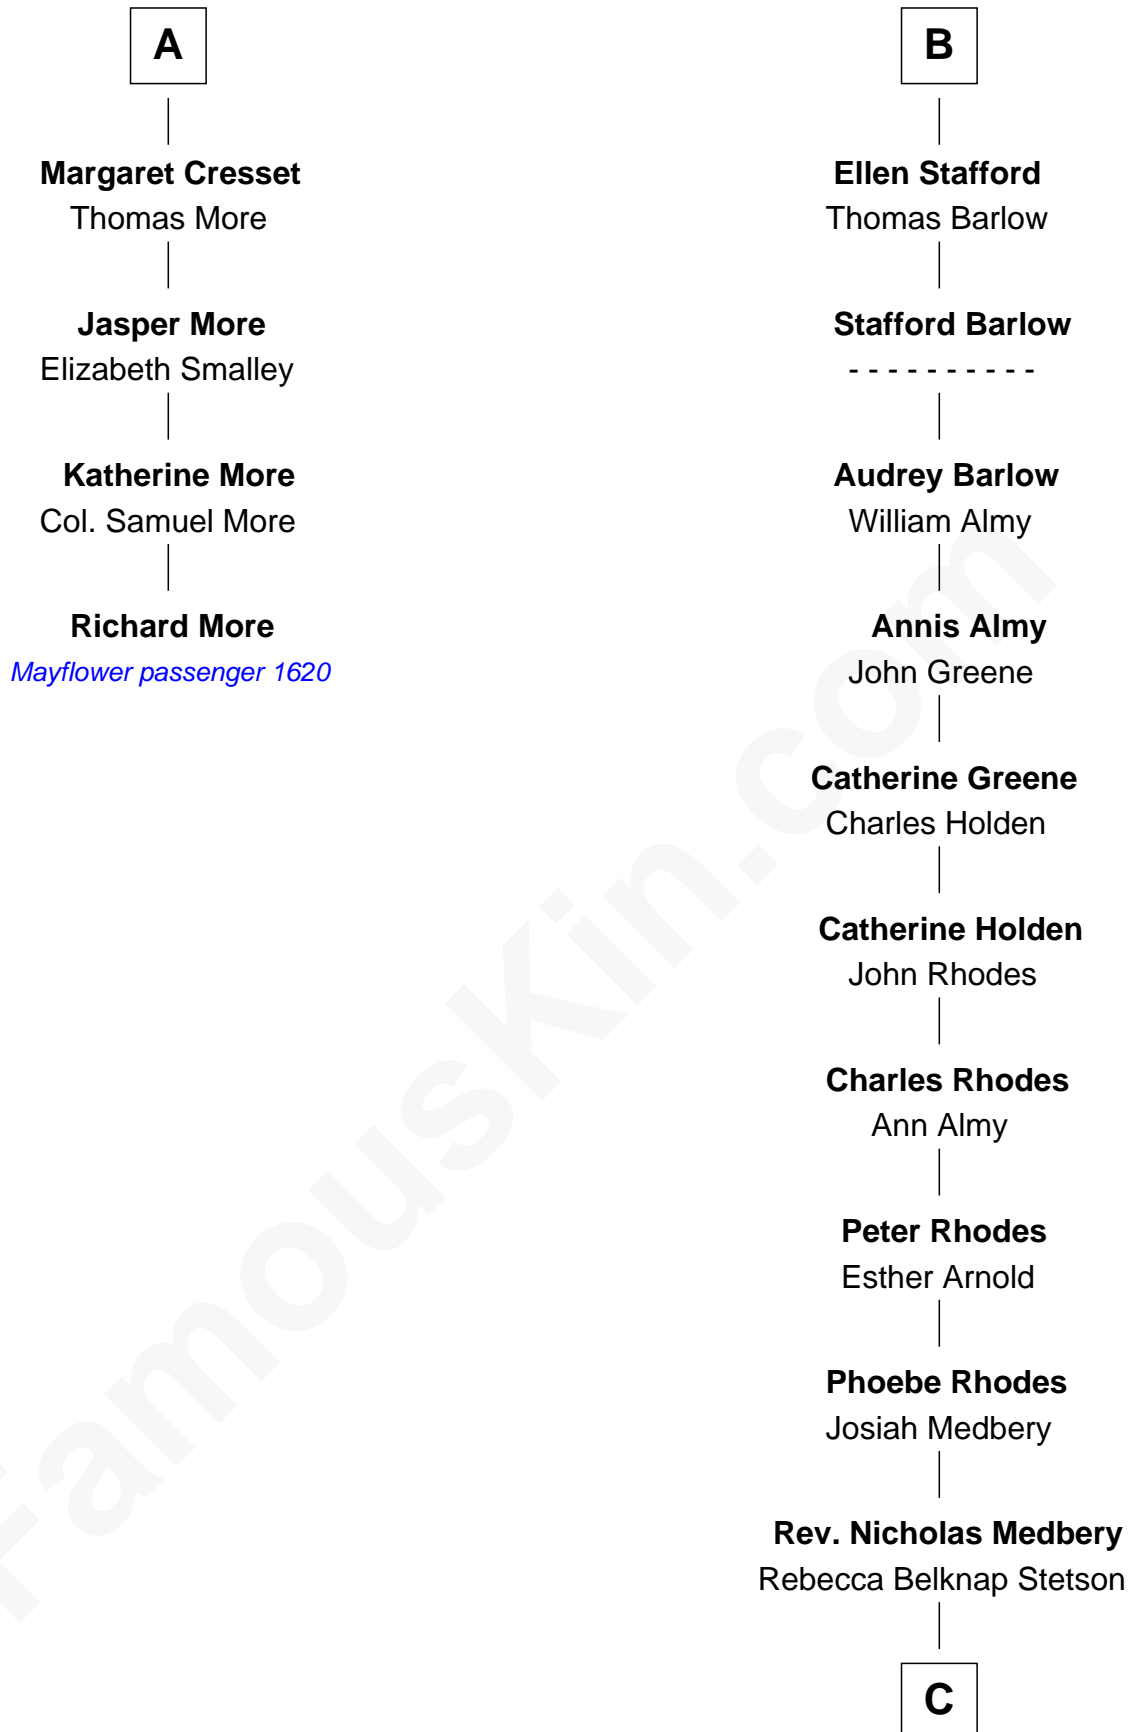 A
Margaret Cresset
Thomas More
Jasper More
Elizabeth Smalley
Katherine More
Col. Samuel More
Richard More
Mayflower passenger 1620
B
Ellen Stafford
Thomas Barlow
Stafford Barlow
- - - - - - - - - -
Audrey Barlow
William Almy
Annis Almy
John Greene
Catherine Greene
Charles Holden
Catherine Holden
John Rhodes
Charles Rhodes
Ann Almy
Peter Rhodes
Esther Arnold
Phoebe Rhodes
Josiah Medbery
Rev. Nicholas Medbery
Rebecca Belknap Stetson
C
FamousKin.com